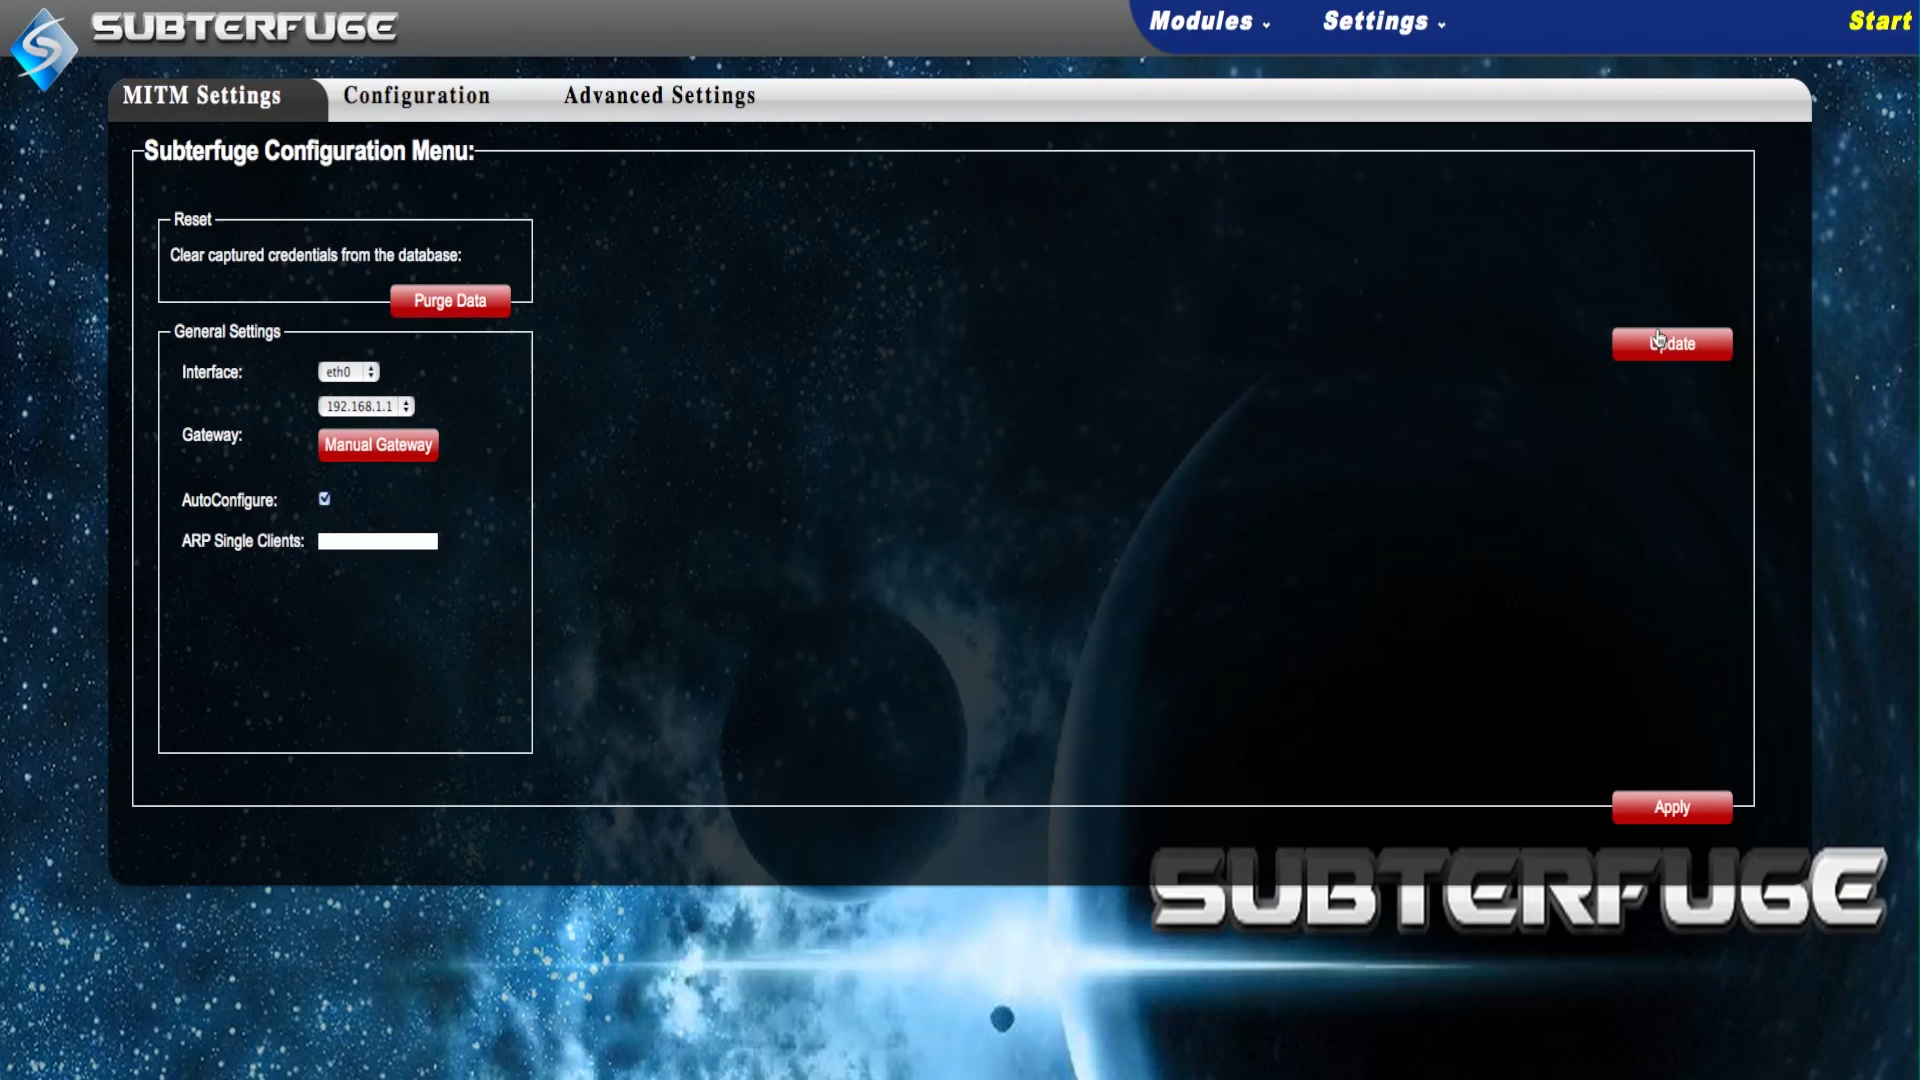 SUBTERFUGE
Modules
Settings
Start
MITM Settings
Configuration
Advanced Settings
Subterfuge Configuration Menu:
Reset
Clear captured credentials from the database:
Purge Data
General Settings
Interface:
eth0
192.168.1.1
Gateway:
Manual Gateway
AutoConfigure:
ARP Single Clients:
Update
Apply
SUBTERFUGE